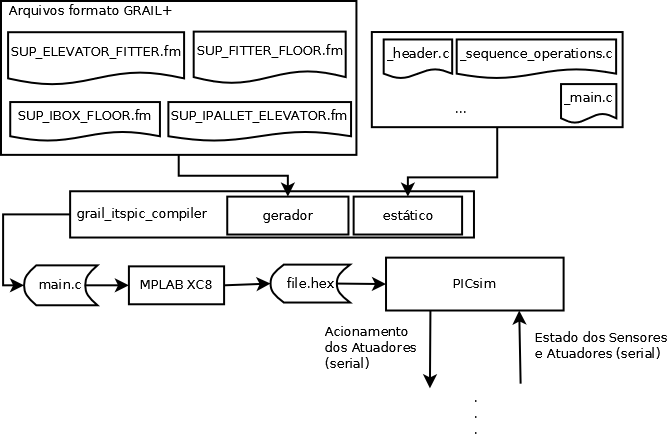 Arquivos formato GRAIL+
SUP_ELEVATOR_FITTER.fm
SUP_FITTER_FLOOR.fm
SUP_IBOX_FLOOR.fm
SUP_IPALLET_ELEVATOR.fm
_header.c
_sequence_operations.c
...
_main.c
grail_itspic_compiler
gerador
estático
main.c
MPLAB XC8
file.hex
PICsim
Acionamento
dos Atuadores
(serial)
Estado dos Sensores
e Atuadores (serial)
.
.
.